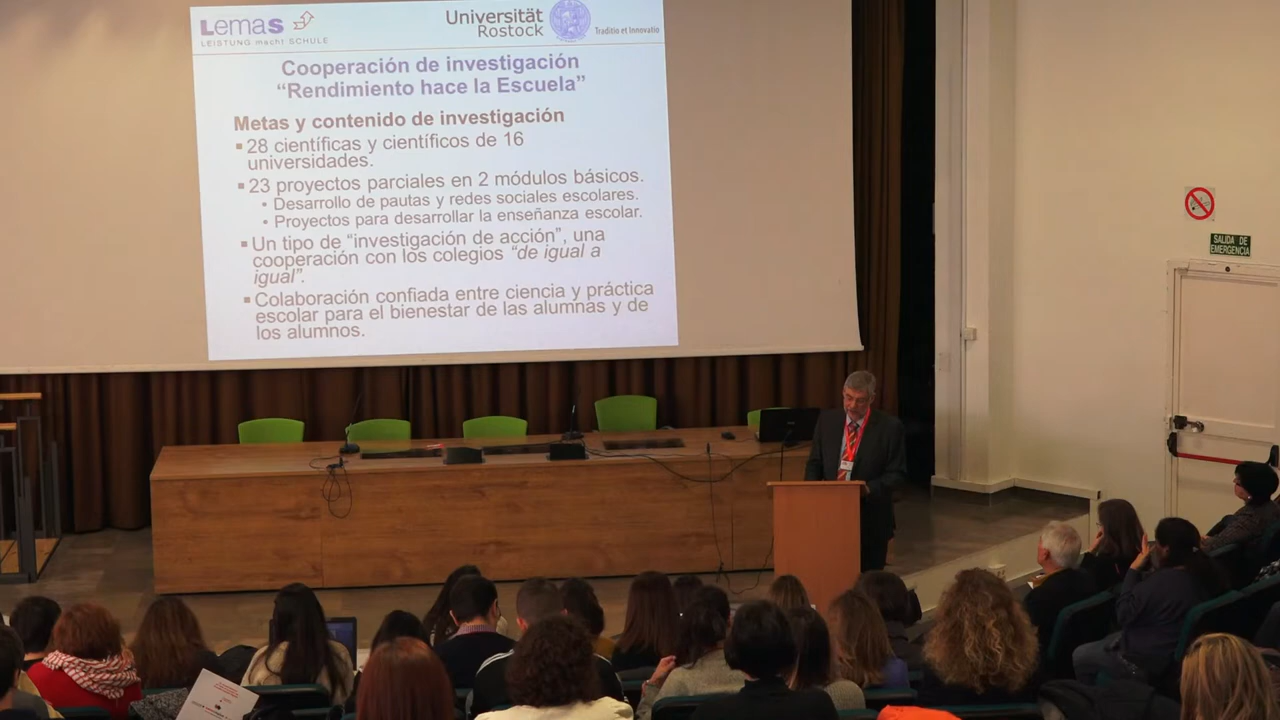 Lemas
LEISTUNG macht SCHULE
Universität
Rostock
Traditio et Innovatio
Cooperación de investigación
“Rendimiento hace la Escuela”
Metas y contenido de investigación
▪ 28 científicas y científicos de 16
universidades.
▪ 23 proyectos parciales en 2 módulos básicos.
▪ Desarrollo de pautas y redes sociales escolares.
▪ Proyectos para desarrollar la enseñanza escolar.
▪ Un tipo de “investigación de acción”, una
cooperación con los colegios “de igual a
igual”.
▪ Colaboración confiada entre ciencia y práctica
escolar para el bienestar de las alumnas y de
los alumnos.
SALIDA DE
EMERGENCIA